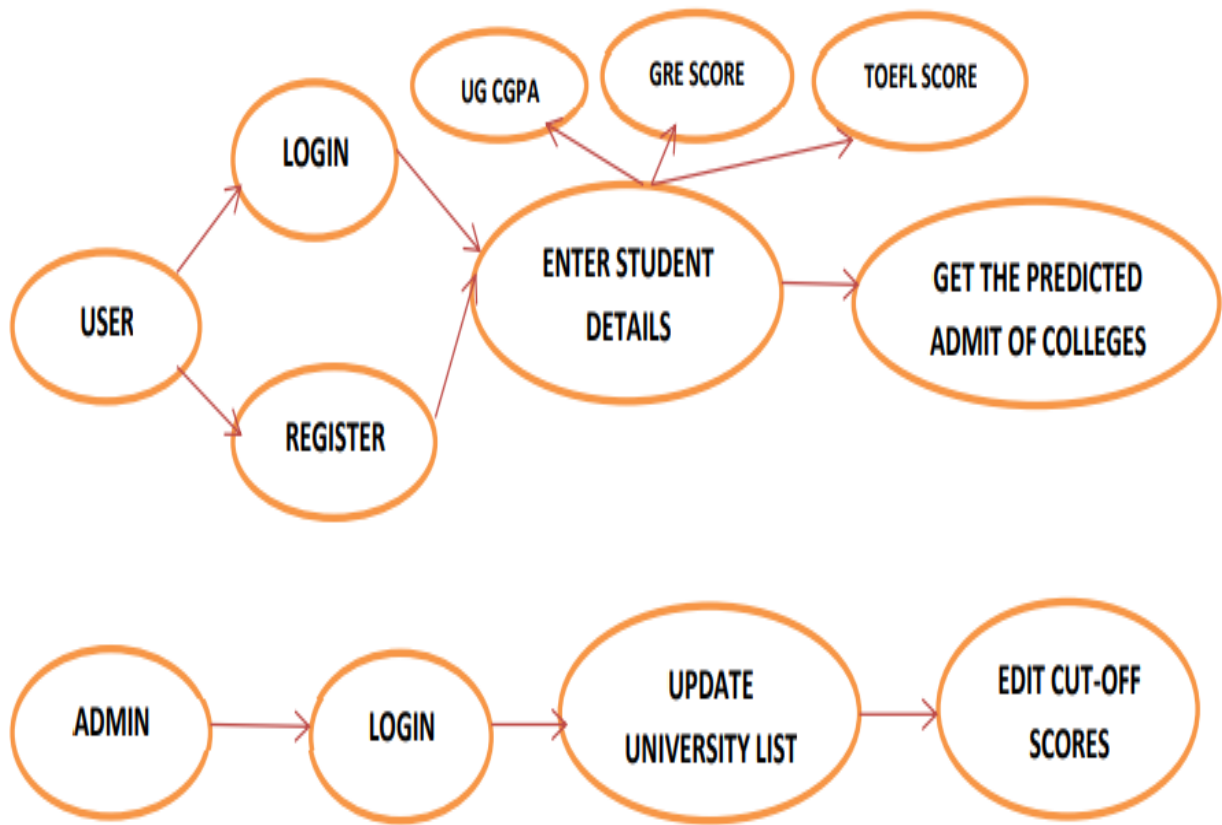 UG CGPA
GRE SCORE
TOEFL SCORE
LOGIN
USER
REGISTER
ENTER STUDENT
DETAILS
GET THE PREDICTED
ADMIT OF COLLEGES
ADMIN
LOGIN
UPDATE
UNIVERSITY LIST
EDIT CUT-OFF
SCORES